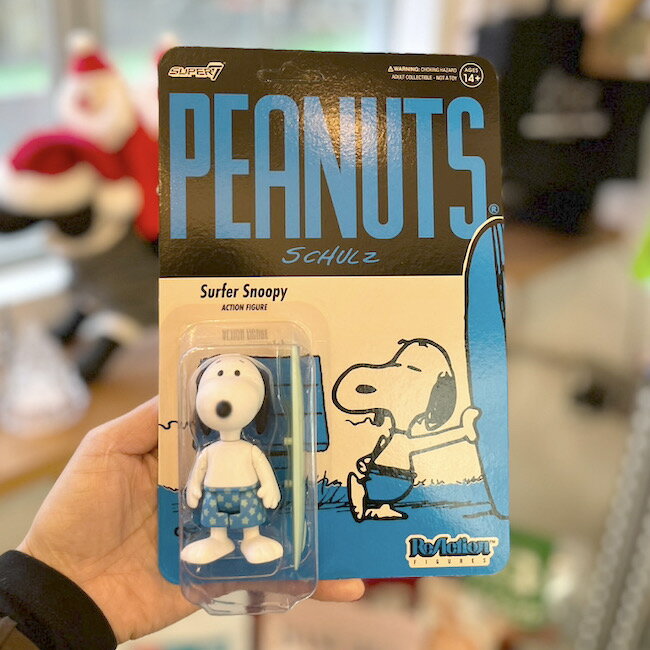 SUPER7
⚠ WARNING: CHOKING HAZARD
ADULT COLLECTIBLE - NOT A TOY
AGES
14+
PEANUTS®
SCHULZ
Surfer Snoopy
ACTION FIGURE
ReAction
FIGURES